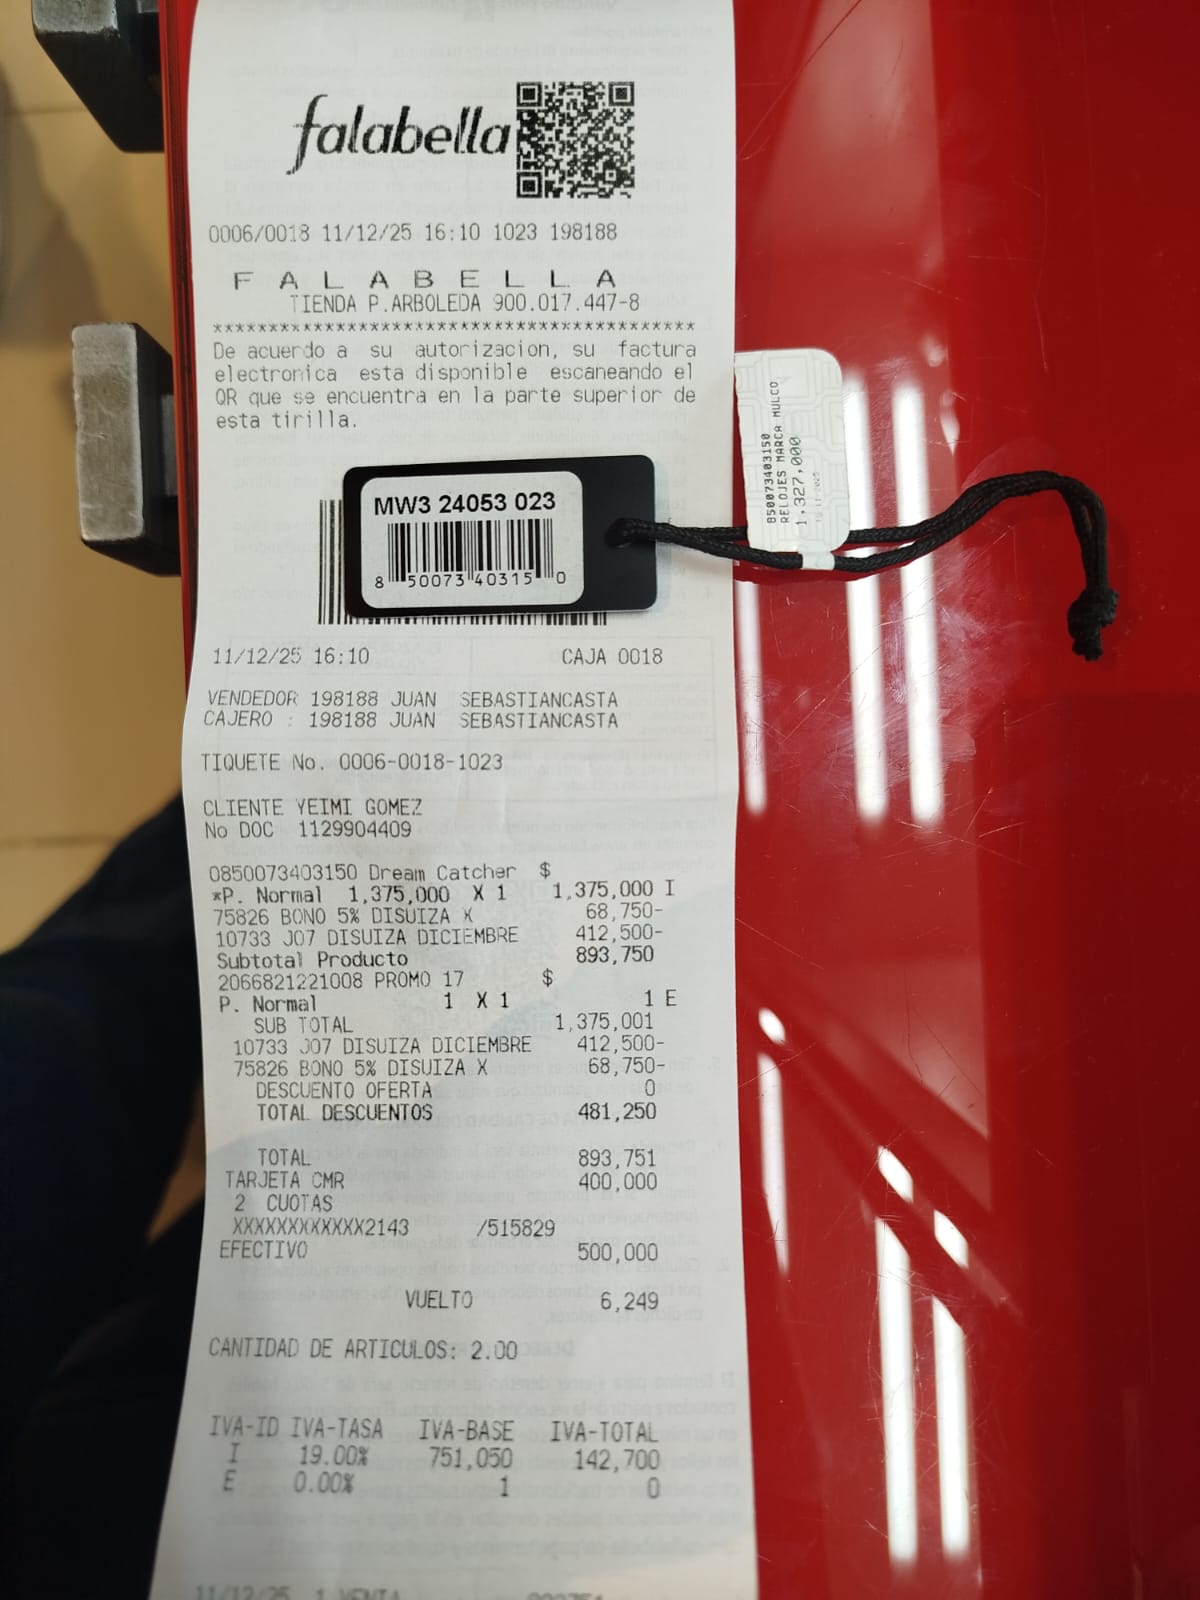 falabella
0006/0018 11/12/25 16:10 1023 198188
F A L A B E L L A
TIENDA P.ARBOLEDA 900.017.447-8
******************************************
De acuerdo a su autorizacion, su factura
electronica esta disponible escaneando el
QR que se encuentra en la parte superior de
esta tirilla.
MW3 24053 023
8 50073 40315 0
850073403150
RELOJES MARCA MULCO
1,327,000
11/12/25 16:10 CAJA 0018
VENDEDOR 198188 JUAN SEBASTIANCASTA
CAJERO : 198188 JUAN SEBASTIANCASTA
TIQUETE No. 0006-0018-1023
CLIENTE YEIMI GOMEZ
No DOC 1129904409
0850073403150 Dream Catcher $
*P. Normal 1,375,000 X 1 1,375,000 I
75826 BONO 5% DISUIZA X 68,750-
10733 J07 DISUIZA DICIEMBRE 412,500-
Subtotal Producto 893,750
2066821221008 PROMO 17 $
P. Normal 1 X 1 1 E
SUB TOTAL 1,375,001
10733 J07 DISUIZA DICIEMBRE 412,500-
75826 BONO 5% DISUIZA X 68,750-
DESCUENTO OFERTA 0
TOTAL DESCUENTOS 481,250
TOTAL 893,751
TARJETA CMR 400,000
2 CUOTAS
XXXXXXXXXXXX2143 /515829
EFECTIVO 500,000
VUELTO 6,249
CANTIDAD DE ARTICULOS: 2.00
IVA-ID IVA-TASA IVA-BASE IVA-TOTAL
I 19.00% 751,050 142,700
E 0.00% 1 0
11/12/25 1 VENTA